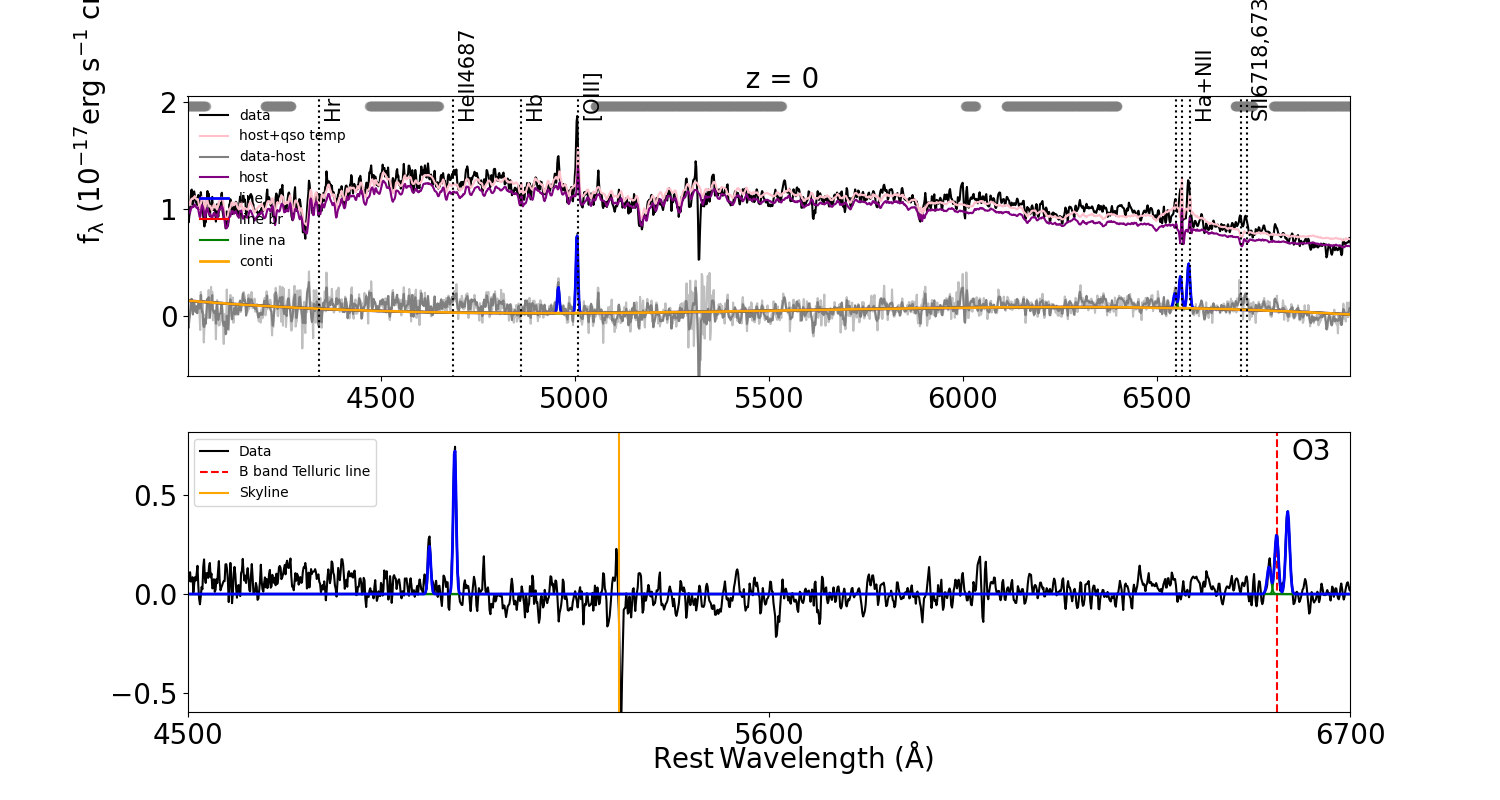 z = 0
Hr
HeII4687
Hb
[OIII]
Ha+NII
SII6718,673
f_λ (10^−17 erg s^−1 c
2
1
0
data
host+qso temp
data-host
host
line
line br
line na
conti
4500 5000 5500 6000 6500
O3
Data
B band Telluric line
Skyline
0.5
0.0
−0.5
4500 5600 6700
Rest Wavelength (Å)